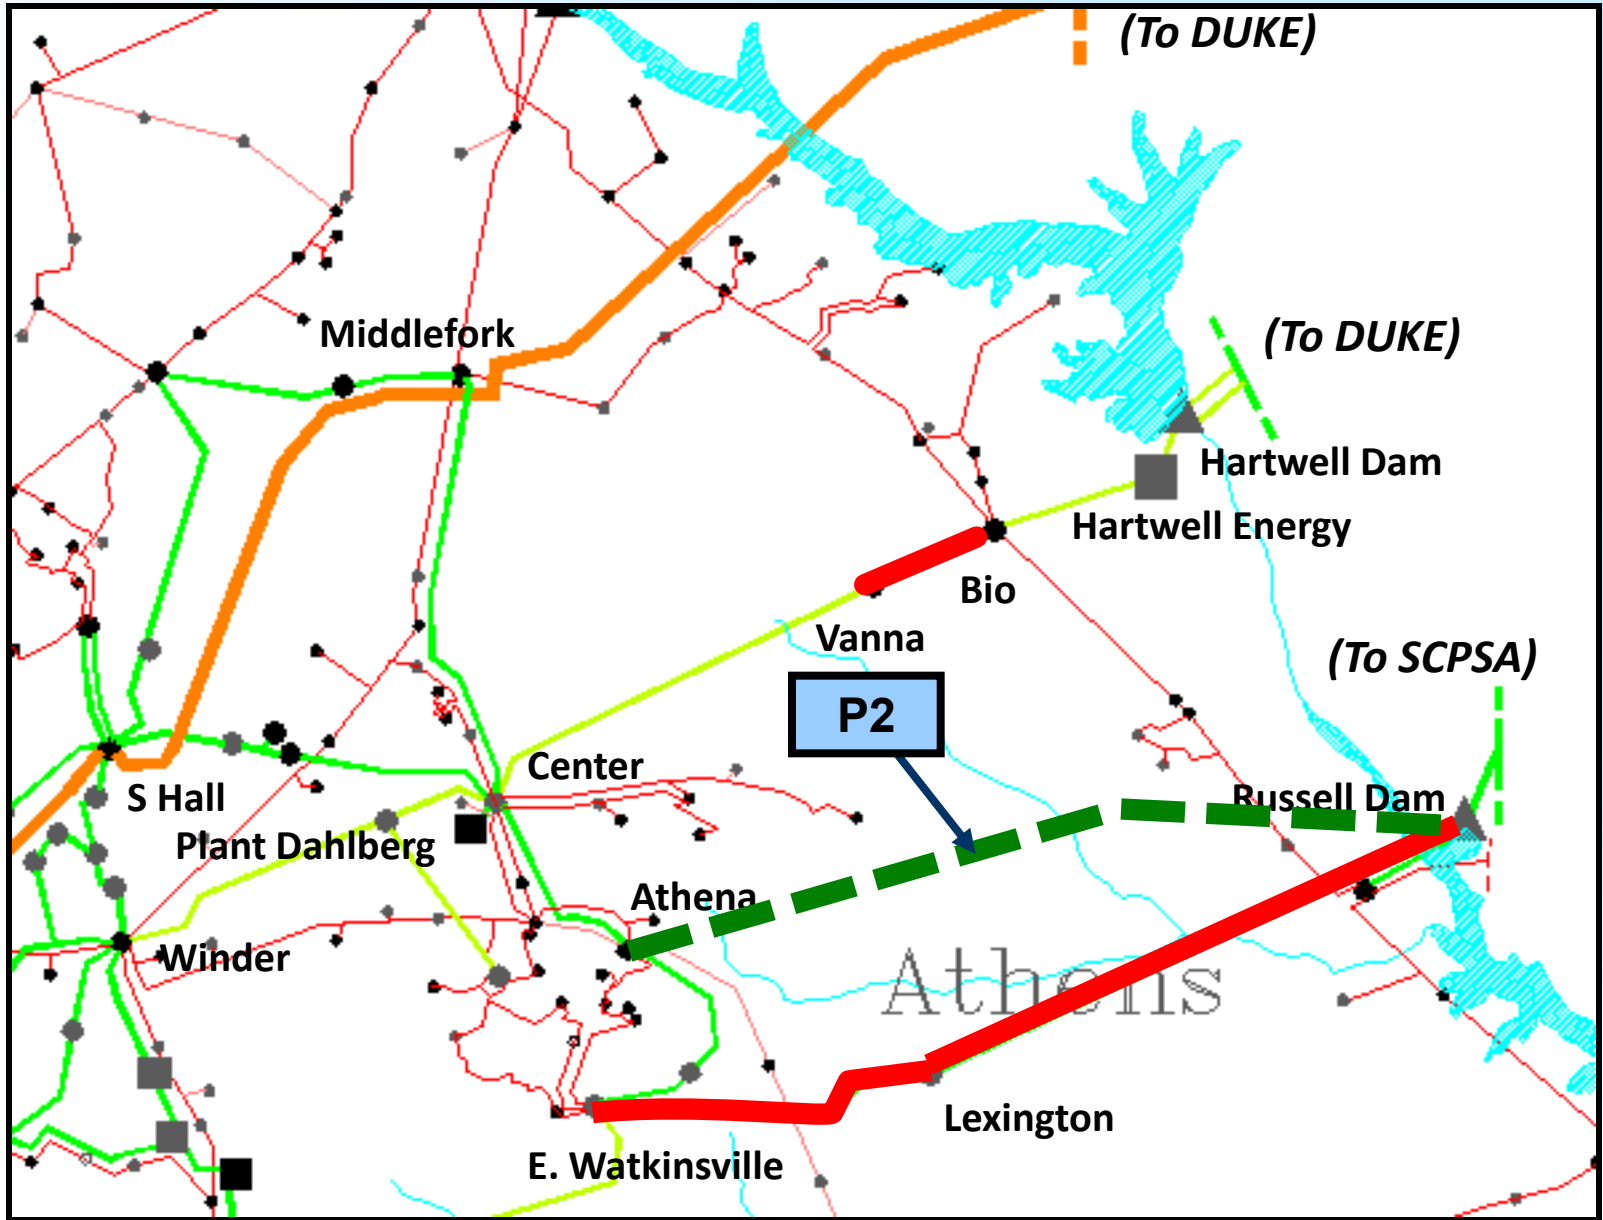 (To DUKE)
Middlefork
(To DUKE)
Hartwell Dam
Hartwell Energy
Bio
Vanna
(To SCPSA)
P2
Center
S Hall
Russell Dam
Plant Dahlberg
Athena
Winder
Athens
Lexington
E. Watkinsville